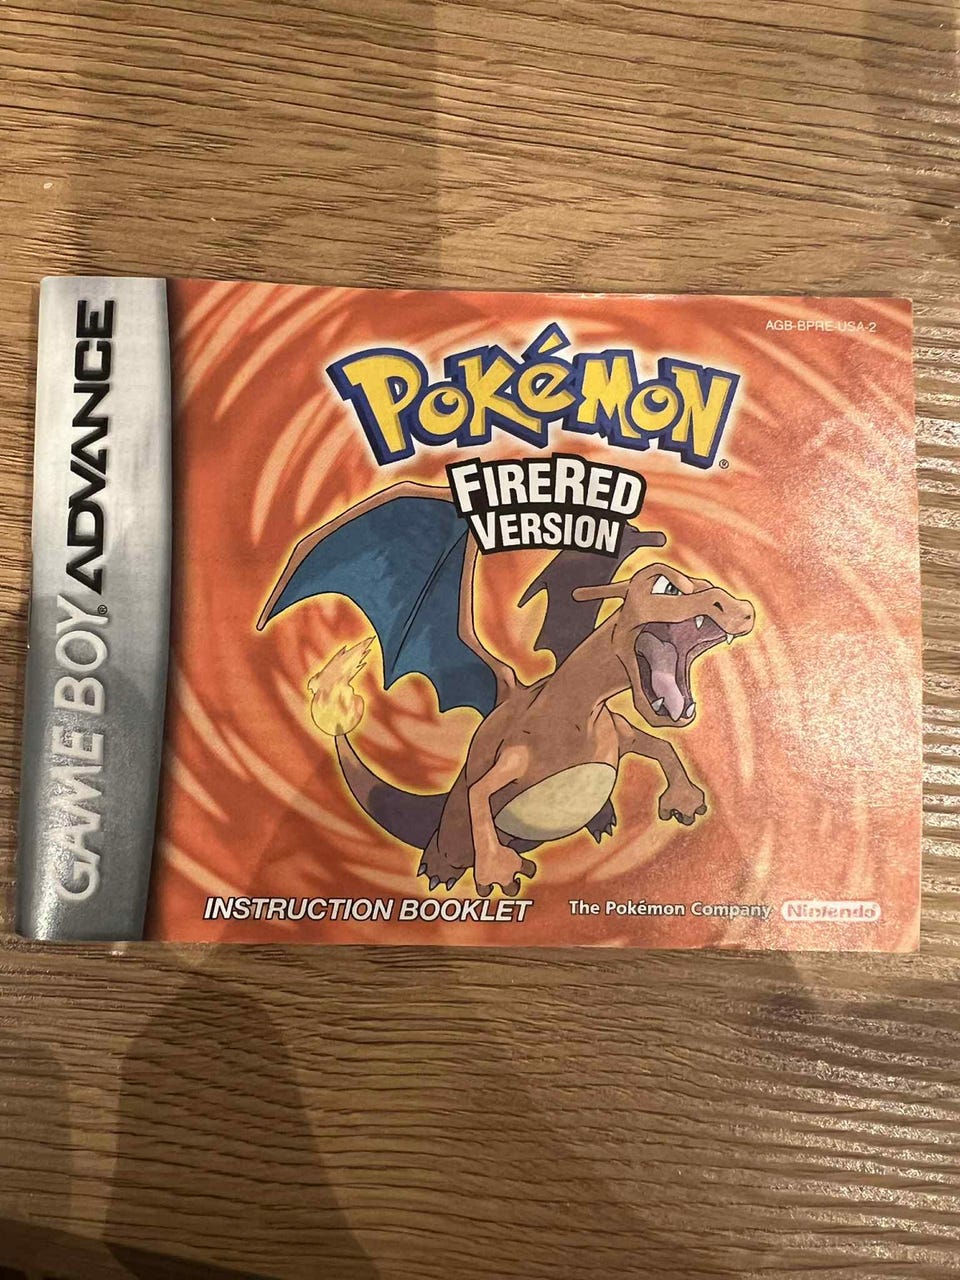 GAME BOY® ADVANCE
AGB-BPRE-USA-2
POKéMON®
FIRERED
VERSION
INSTRUCTION BOOKLET
The Pokémon Company
Nintendo®